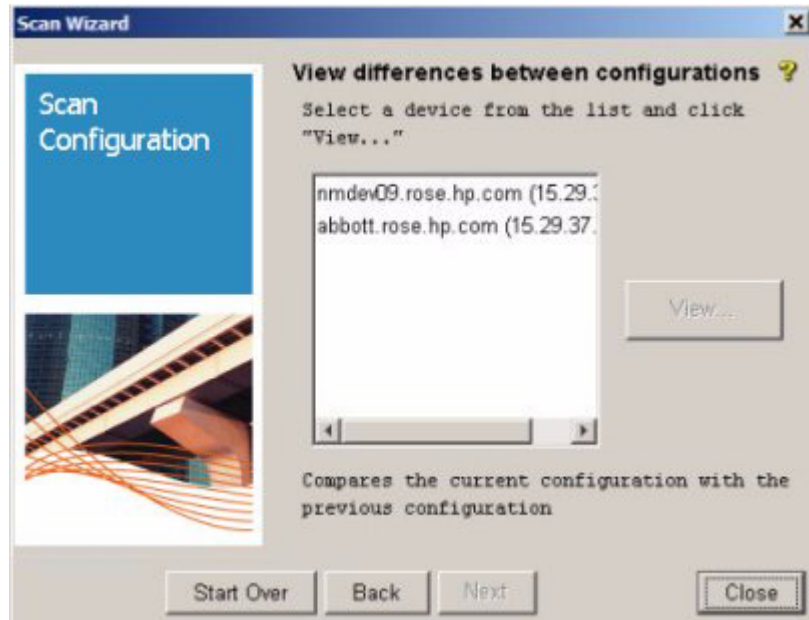 Scan Wizard
Scan
Configuration
View differences between configurations ?
Select a device from the list and click
"View..."
nmdev09.rose.hp.com (15.29.
abbott.rose.hp.com (15.29.37.
View...
Compares the current configuration with the
previous configuration
Start Over
Back
Next
Close